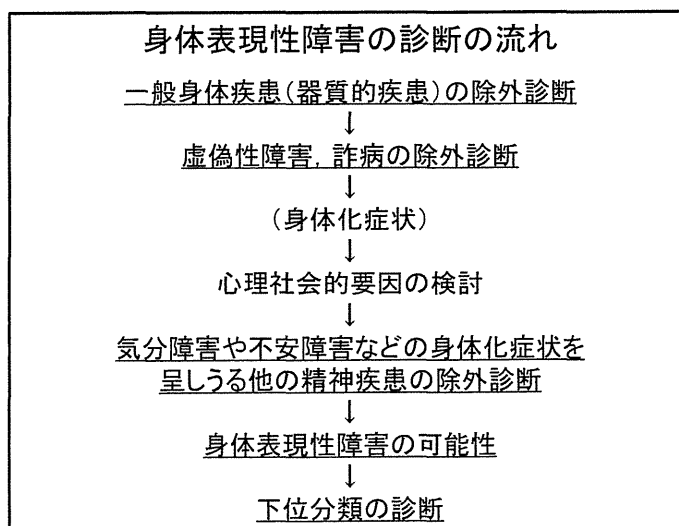 身体表現性障害の診断の流れ
一般身体疾患(器質的疾患)の除外診断
↓
虚偽性障害, 詐病の除外診断
↓
(身体化症状)
↓
心理社会的要因の検討
↓
気分障害や不安障害などの身体化症状を
呈しうる他の精神疾患の除外診断
↓
身体表現性障害の可能性
↓
下位分類の診断